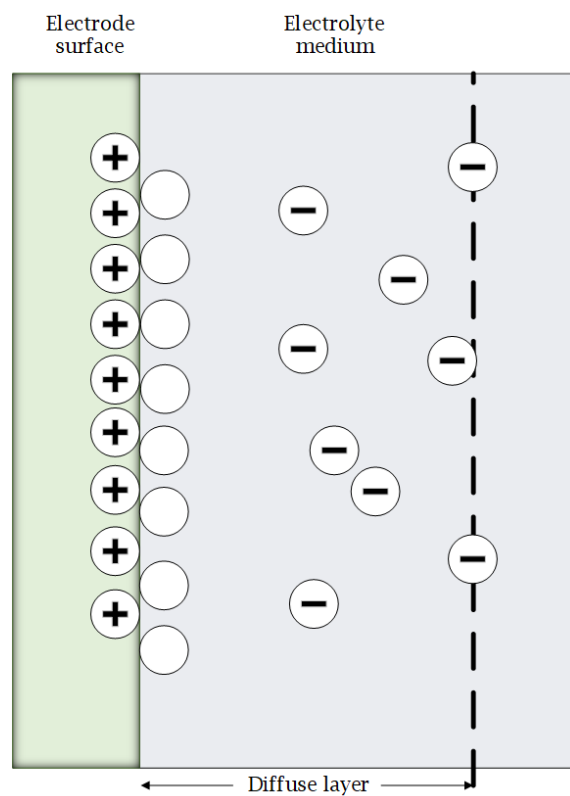 Electrode
surface
Electrolyte
medium
Diffuse layer